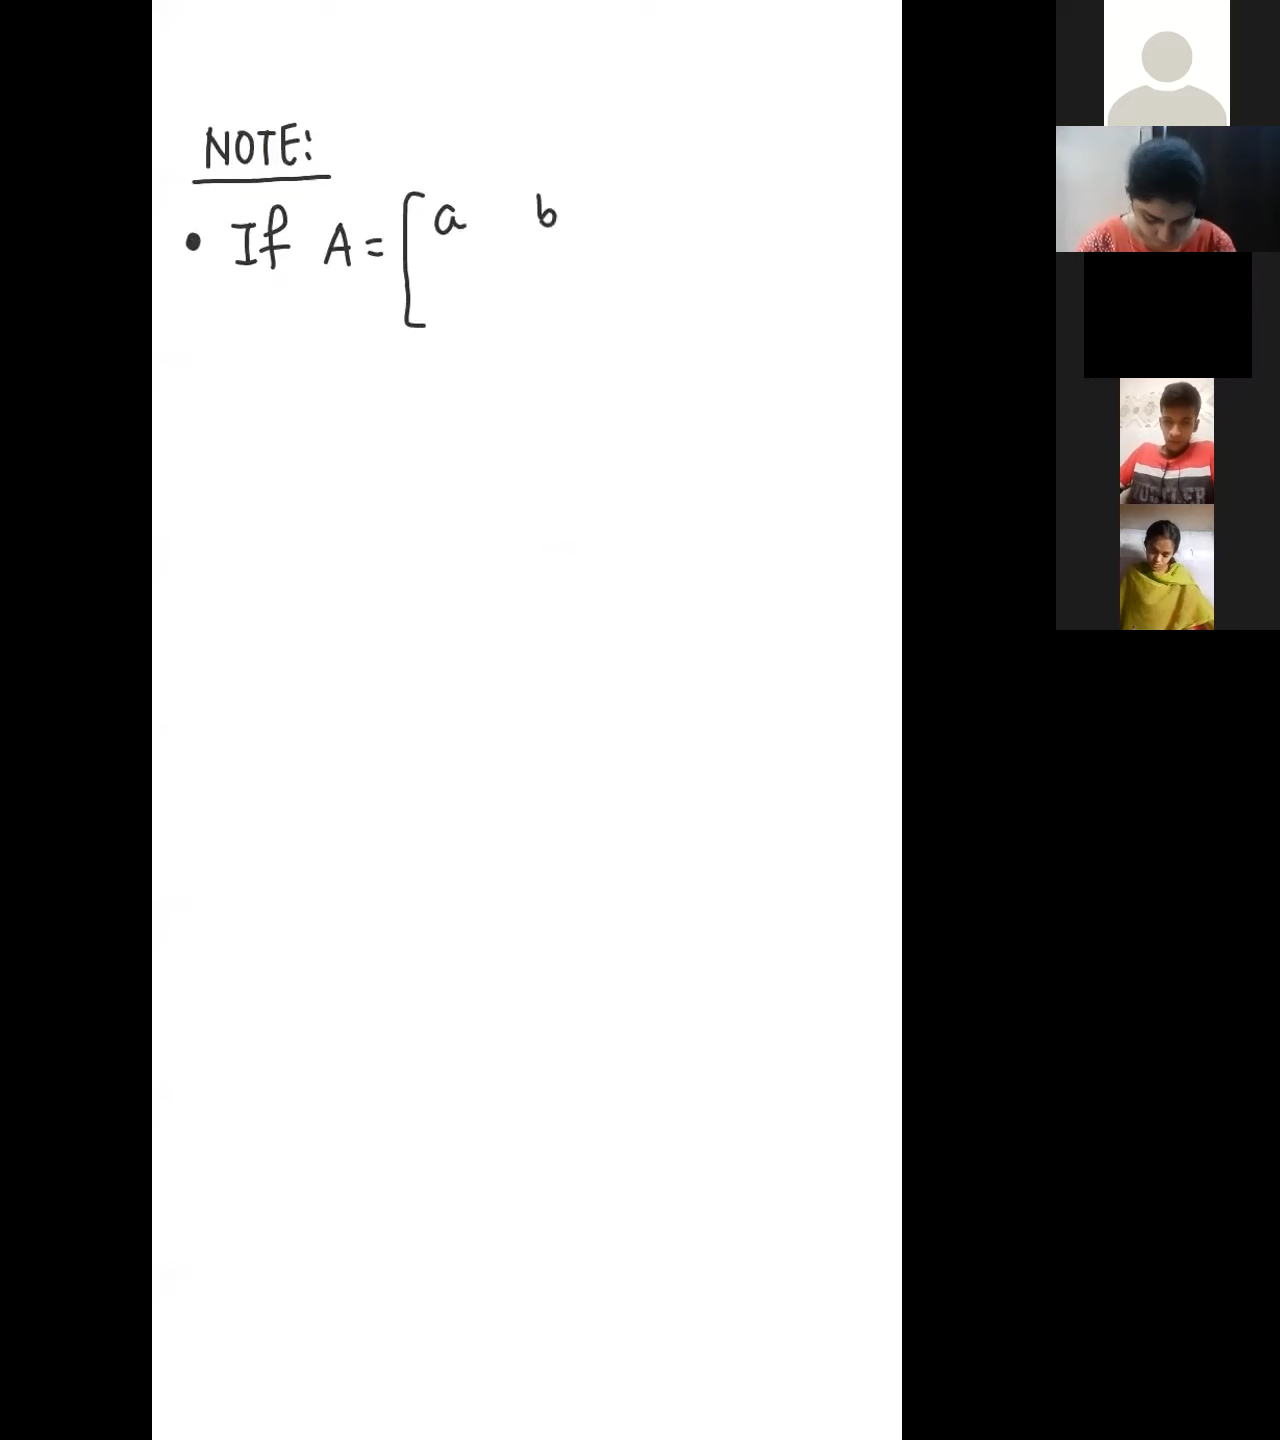 NOTE:
• If A = [ a b